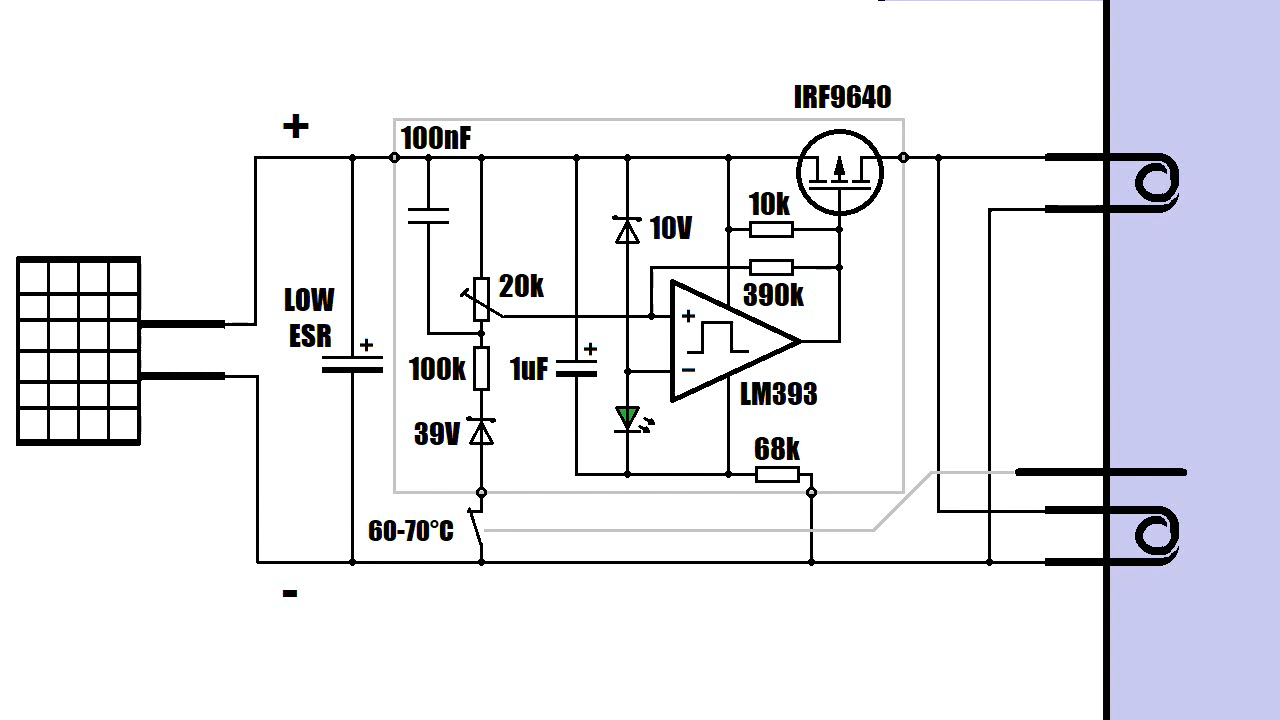 IRF9640
+
100nF
10k
10V
20k
390k
LOW
ESR
+
+
+
100k
1uF
-
LM393
39V
68k
60-70°C
-